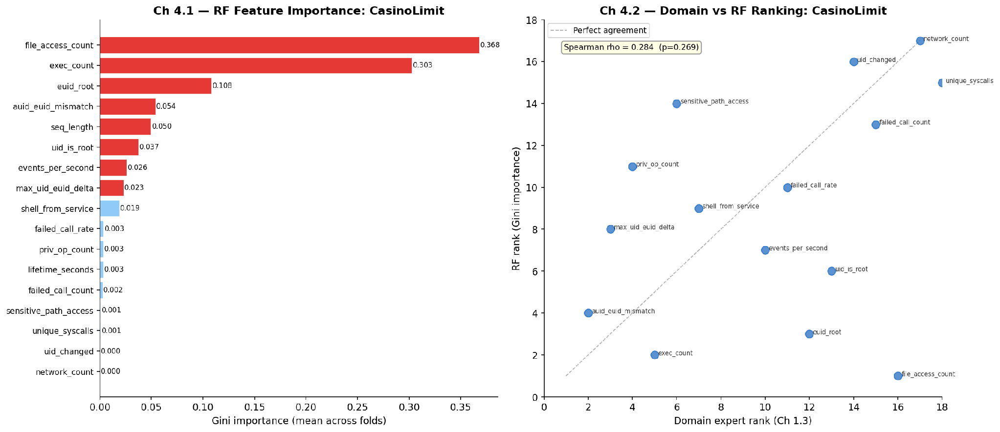 Ch 4.1 — RF Feature Importance: CasinoLimit
file_access_count
0.368
exec_count
0.303
euid_root
0.108
auid_euid_mismatch
0.054
seq_length
0.050
uid_is_root
0.037
events_per_second
0.026
max_uid_euid_delta
0.023
shell_from_service
0.019
failed_call_rate
0.003
priv_op_count
0.003
lifetime_seconds
0.003
failed_call_count
0.002
sensitive_path_access
0.001
unique_syscalls
0.001
uid_changed
0.000
network_count
0.000
0.00 0.05 0.10 0.15 0.20 0.25 0.30 0.35
Gini importance (mean across folds)
Ch 4.2 — Domain vs RF Ranking: CasinoLimit
Perfect agreement
Spearman rho = 0.284 (p=0.269)
RF rank (Gini importance)
18
16
14
12
10
8
6
4
2
0
network_count
uid_changed
unique_syscalls
sensitive_path_access
failed_call_count
priv_op_count
failed_call_rate
shell_from_service
max_uid_euid_delta
events_per_second
uid_is_root
auid_euid_mismatch
euid_root
exec_count
file_access_count
0 2 4 6 8 10 12 14 16 18
Domain expert rank (Ch 1.3)